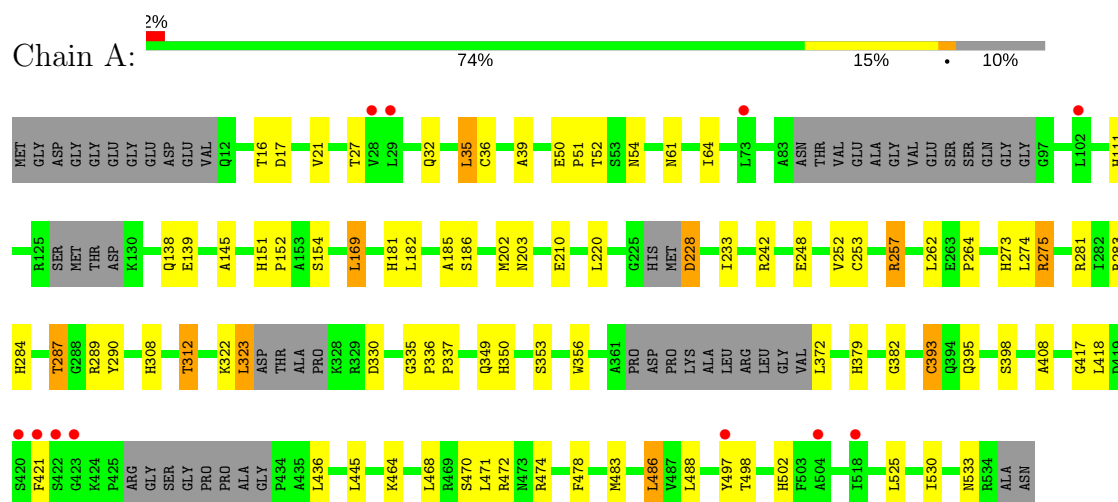 2%
Chain A:
74% 15% • 10%
MET GLY ASP GLY GLY GLU GLY GLU ASP GLU VAL Q12 T16 D17 V21 T27 V28 L29 Q32 L35 C36 A39 E50 P51 I52 S53 N54 N61 I64 L73 A83 ASN THR VAL GLU ALA GLY VAL GLU SER SER GLN GLY GLY G97 L102 H111
R125 SER MET THR ASP K130 Q138 E139 A145 H151 P152 A153 S154 L169 H181 L182 A185 S186 M202 N203 E210 L220 G225 HIS MET D228 I233 R242 E248 V252 C253 R257 L262 E263 P264 H273 L274 R275 R281 I282
H284 T287 G288 R289 Y290 H308 T312 K322 L323 ASP THR ALA PRO K328 R329 D330 G335 P336 P337 Q349 H350 S353 W356 A361 PRO ASP PRO LYS ALA LEU ARG LEU GLY VAL L372 H379 G382 C393 Q394 Q395 S398 A408 G417 L418 D419
S420 F421 S422 G423 K424 P425 ARG GLY SER GLY PRO PRO ALA GLY P434 A435 L436 L445 K464 L468 R469 S470 L471 R472 N473 R474 F478 M483 L486 V487 L488 Y497 T498 H502 F503 A504 I518 L525 I530 N533 R534 ALA ASN